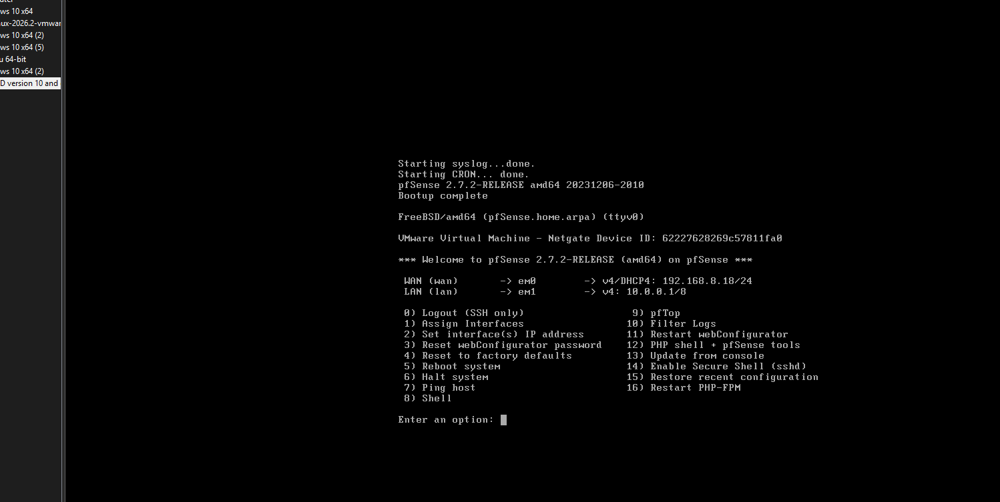 ws 10 x64
ux-2026.2-vmwar
ws 10 x64 (2)
ws 10 x64 (5)
u 64-bit
ws 10 x64 (2)
D version 10 and
Starting syslog...done.
Starting CRON... done.
pfSense 2.7.2-RELEASE amd64 20231206-2010
Bootup complete
FreeBSD/amd64 (pfSense.home.arpa) (ttyv0)
VMware Virtual Machine - Netgate Device ID: 62227628269c57811fa0
*** Welcome to pfSense 2.7.2-RELEASE (amd64) on pfSense ***
WAN (wan) -> em0 -> v4/DHCP4: 192.168.8.18/24
LAN (lan) -> em1 -> v4: 10.0.0.1/8
0) Logout (SSH only) 9) pfTop
1) Assign Interfaces 10) Filter Logs
2) Set interface(s) IP address 11) Restart webConfigurator
3) Reset webConfigurator password 12) PHP shell + pfSense tools
4) Reset to factory defaults 13) Update from console
5) Reboot system 14) Enable Secure Shell (sshd)
6) Halt system 15) Restore recent configuration
7) Ping host 16) Restart PHP-FPM
8) Shell
Enter an option: